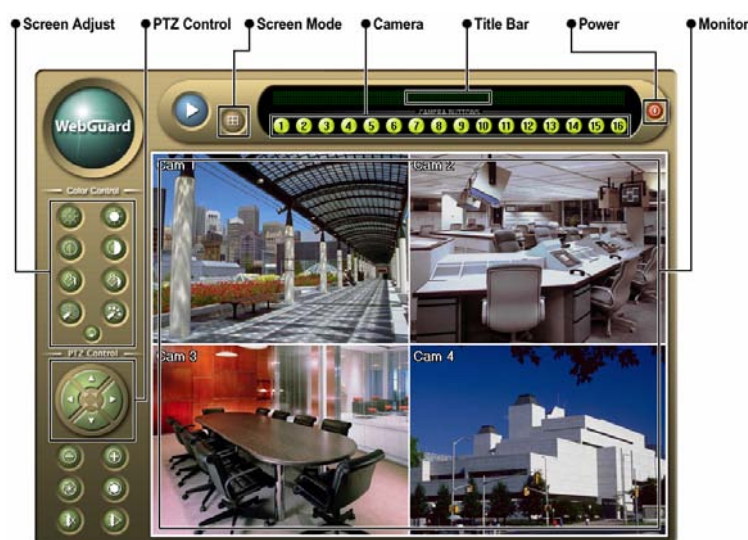 Screen Adjust
PTZ Control
Screen Mode
Camera
Title Bar
Power
Monitor
WebGuard
CAMERA BUTTONS
1 2 3 4 5 6 7 8 9 10 11 12 13 14 15 16
Color Control
Cam 1
Cam 2
PTZ Control
Cam 3
Cam 4